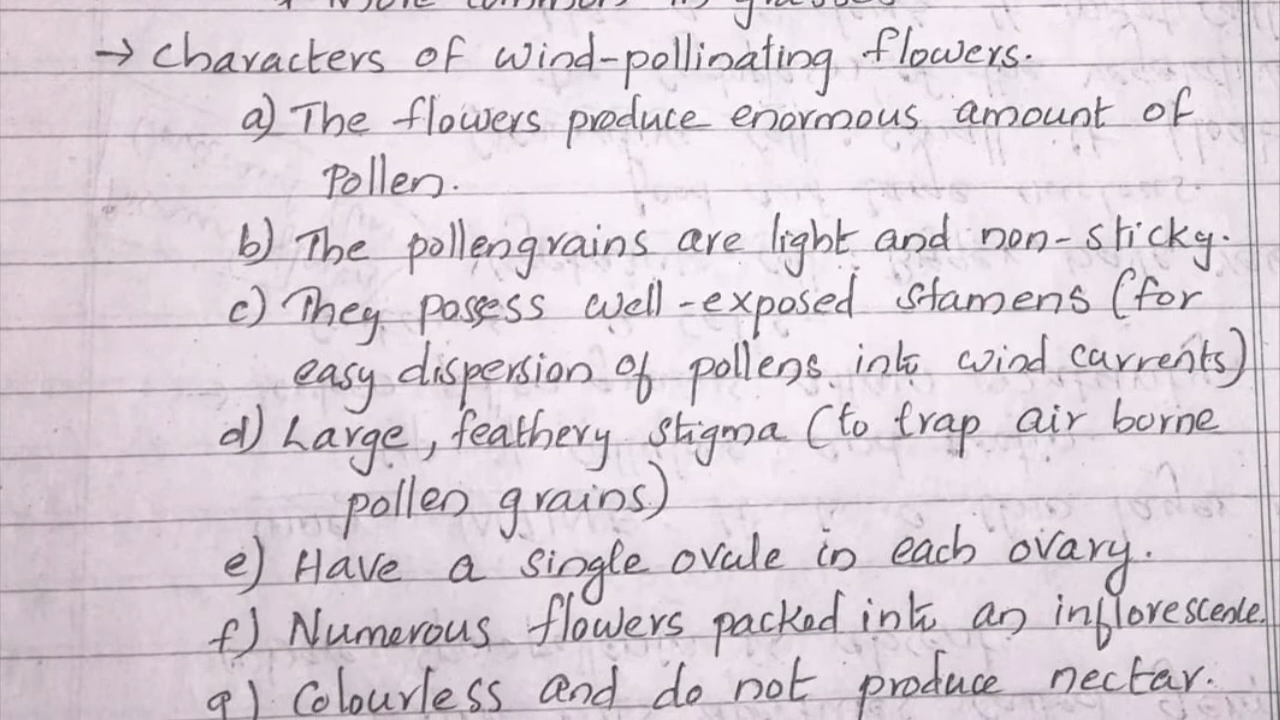 → Characters of wind-pollinating flowers.
a) The flowers produce enormous amount of
Pollen.
b) The pollengrains are light and non-sticky.
c) They possess well-exposed stamens (for
easy dispersion of pollens into wind currents)
d) Large, feathery stigma (to trap air borne
pollen grains)
e) Have a single ovule in each ovary.
f) Numerous flowers packed into an inflorescence.
g) Colourless and do not produce nectar.